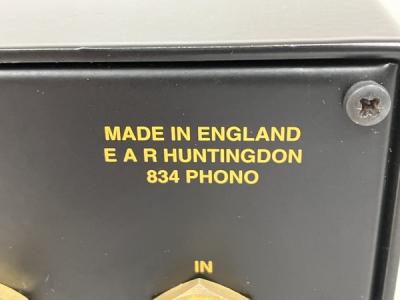 MADE IN ENGLAND
E A R HUNTINGDON
834 PHONO
IN